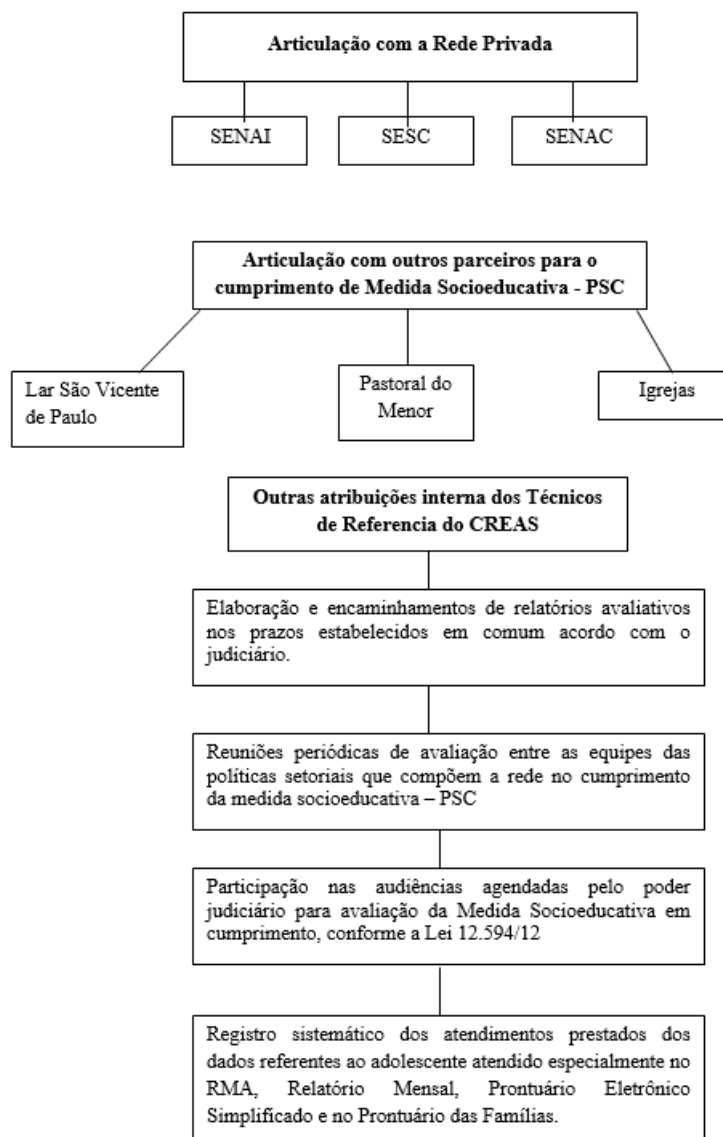 Articulação com a Rede Privada
SENAI
SESC
SENAC
Articulação com outros parceiros para o
cumprimento de Medida Socioeducativa - PSC
Lar São Vicente
de Paulo
Pastoral do
Menor
Igrejas
Outras atribuições interna dos Técnicos
de Referencia do CREAS
Elaboração e encaminhamentos de relatórios avaliativos
nos prazos estabelecidos em comum acordo com o
judiciário.
Reuniões periódicas de avaliação entre as equipes das
políticas setoriais que compõem a rede no cumprimento
da medida socioeducativa – PSC
Participação nas audiências agendadas pelo poder
judiciário para avaliação da Medida Socioeducativa em
cumprimento, conforme a Lei 12.594/12
Registro sistemático dos atendimentos prestados dos
dados referentes ao adolescente atendido especialmente no
RMA, Relatório Mensal, Prontuário Eletrônico
Simplificado e no Prontuário das Famílias.